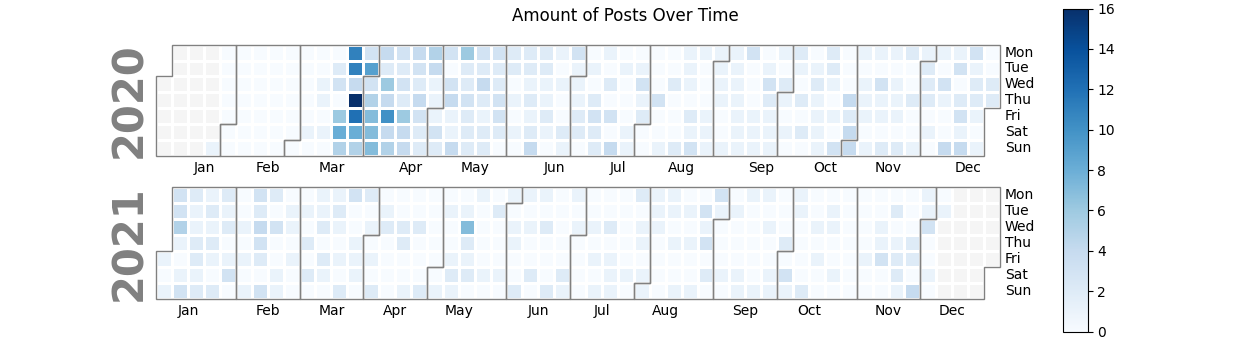 Amount of Posts Over Time
2020
Mon
Tue
Wed
Thu
Fri
Sat
Sun
Jan Feb Mar Apr May Jun Jul Aug Sep Oct Nov Dec
2021
Mon
Tue
Wed
Thu
Fri
Sat
Sun
Jan Feb Mar Apr May Jun Jul Aug Sep Oct Nov Dec
16
14
12
10
8
6
4
2
0